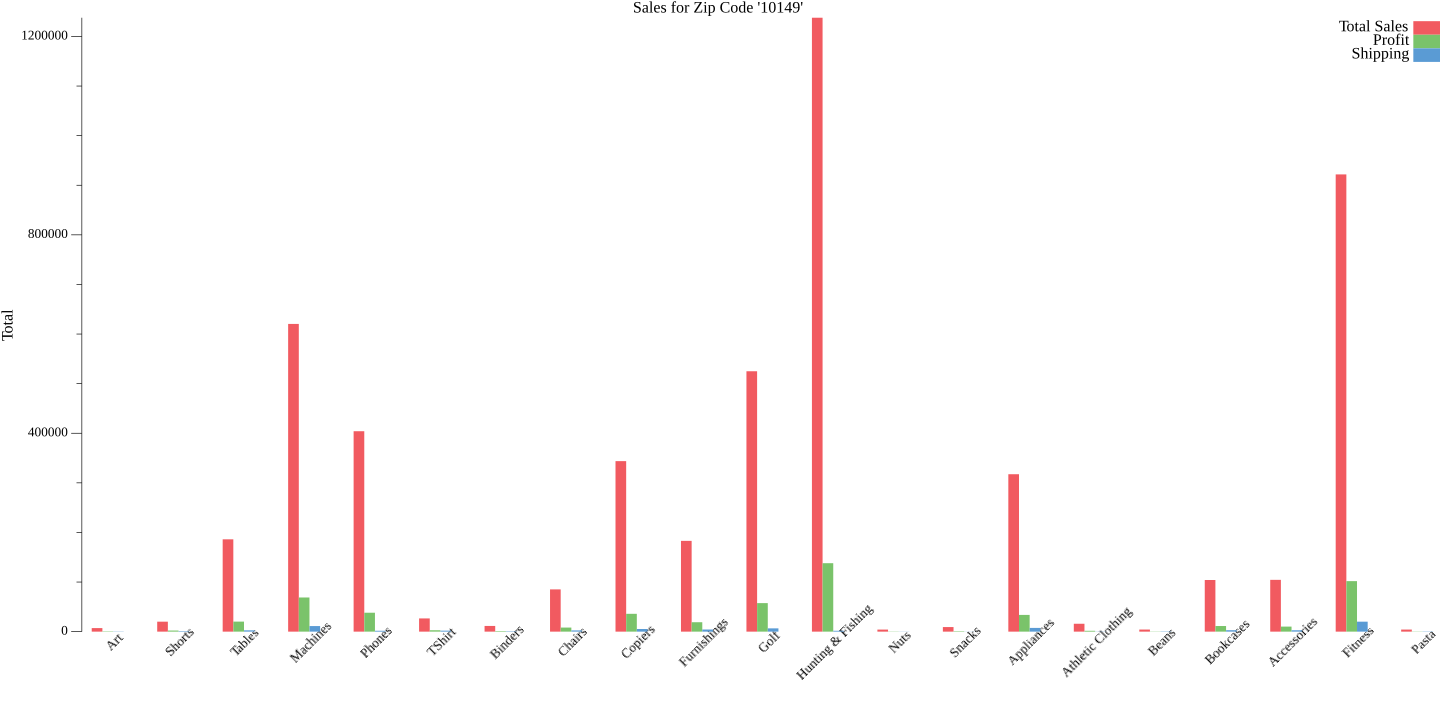 Sales for Zip Code '10149'
Total Sales
Profit
Shipping
1200000
800000
400000
0
Total
Art
Shorts
Tables
Machines
Phones
TShirt
Binders
Chairs
Copiers
Furnishings
Golf
Hunting & Fishing
Nuts
Snacks
Appliances
Athletic Clothing
Beans
Bookcases
Accessories
Fitness
Pasta